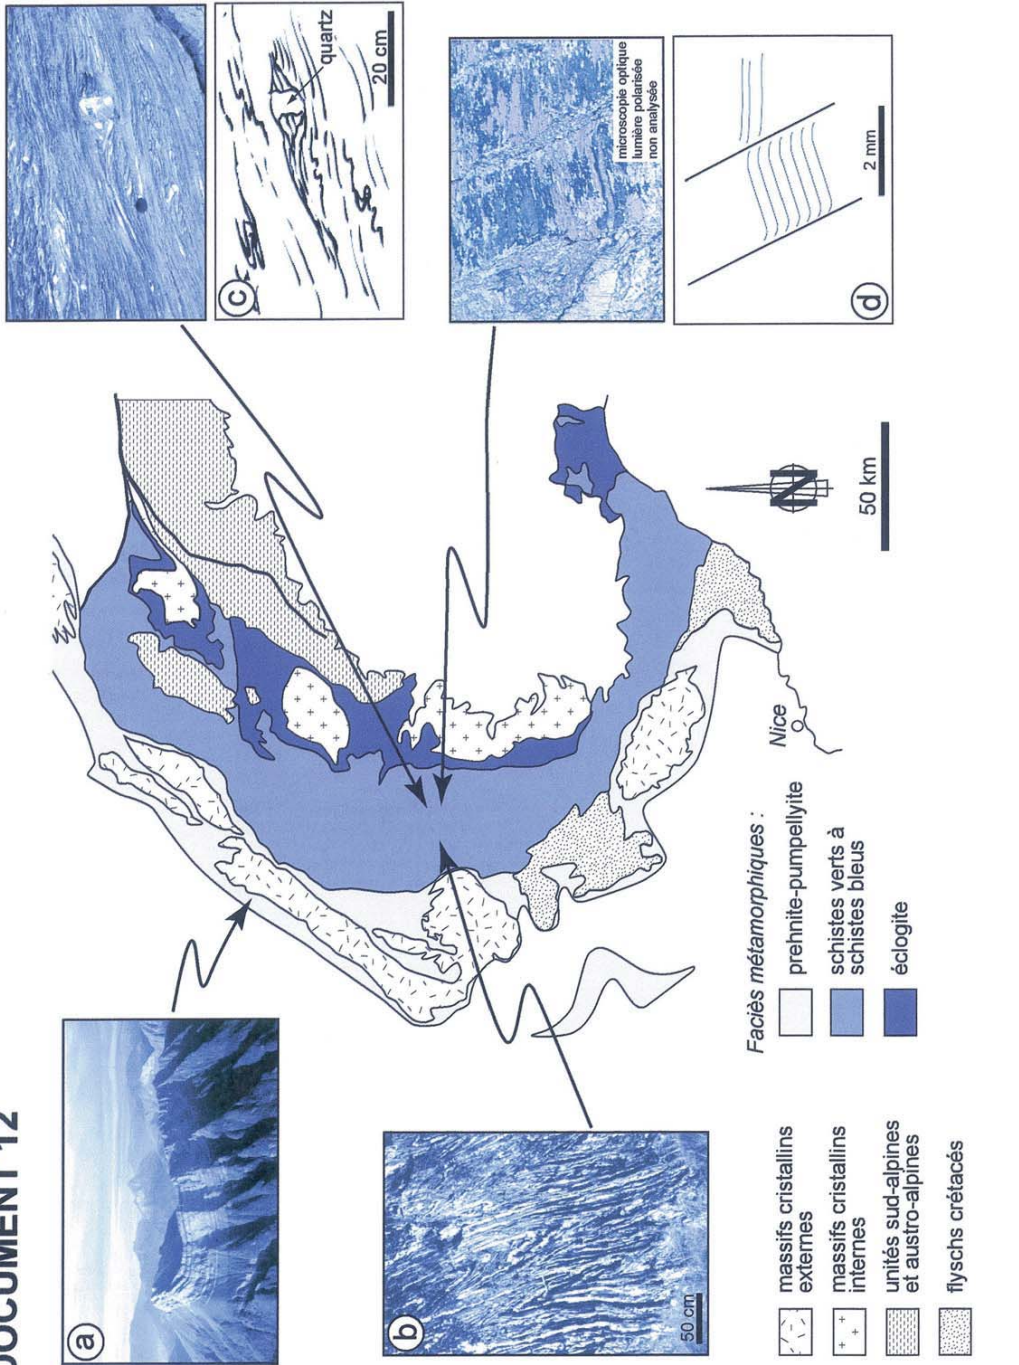 DOCUMENT 12
a
b
50 cm
c
quartz
20 cm
microscopie optique
lumière polarisée
non analysée
d
2 mm
N
50 km
Nice
massifs cristallins
externes
massifs cristallins
internes
unités sud-alpines
et austro-alpines
flyschs crétacés
Faciès métamorphiques :
prehnite-pumpellyite
schistes verts à
schistes bleus
éclogite